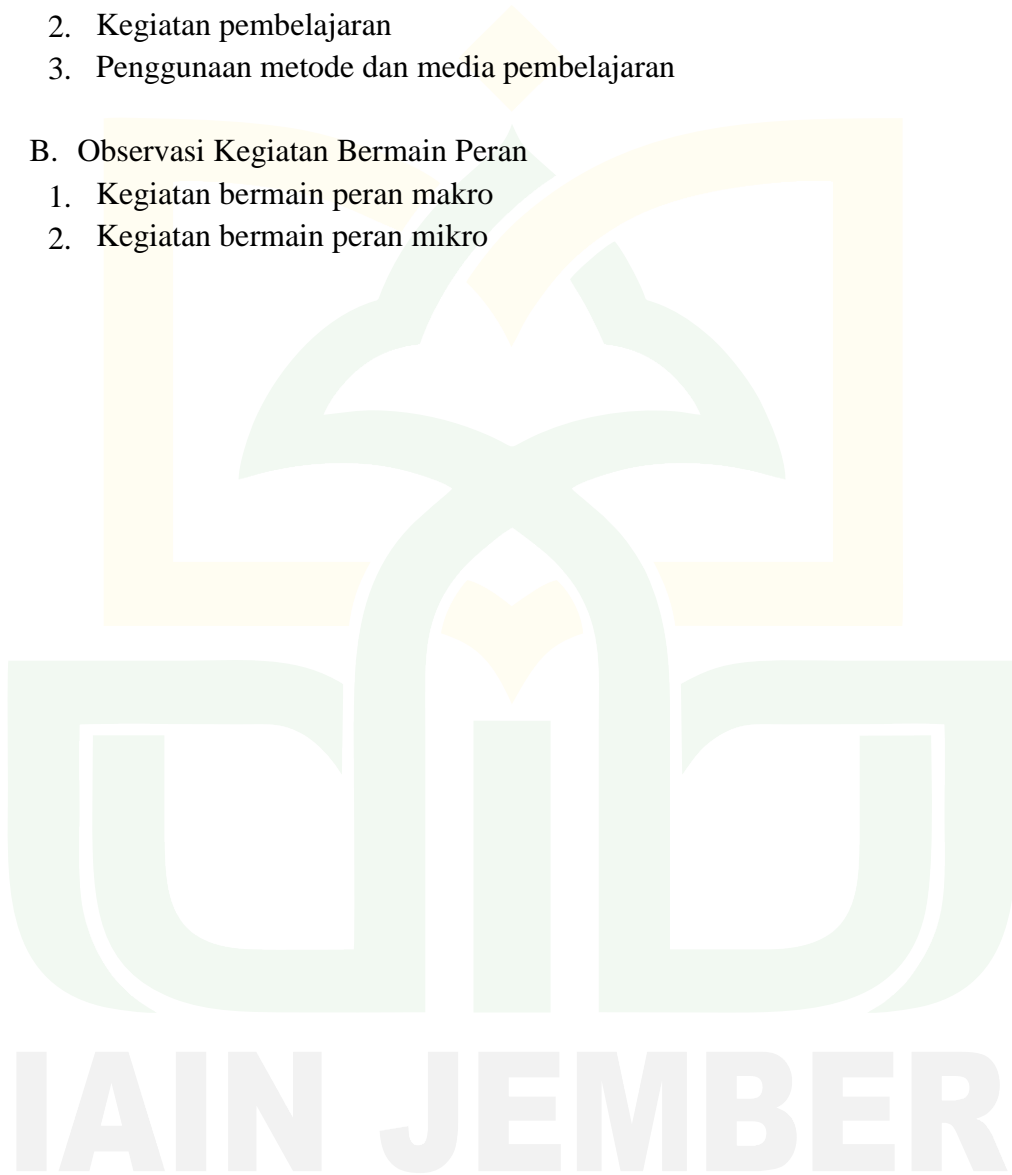 2. Kegiatan pembelajaran
3. Penggunaan metode dan media pembelajaran
B. Observasi Kegiatan Bermain Peran
1. Kegiatan bermain peran makro
2. Kegiatan bermain peran mikro
IAIN JEMBER